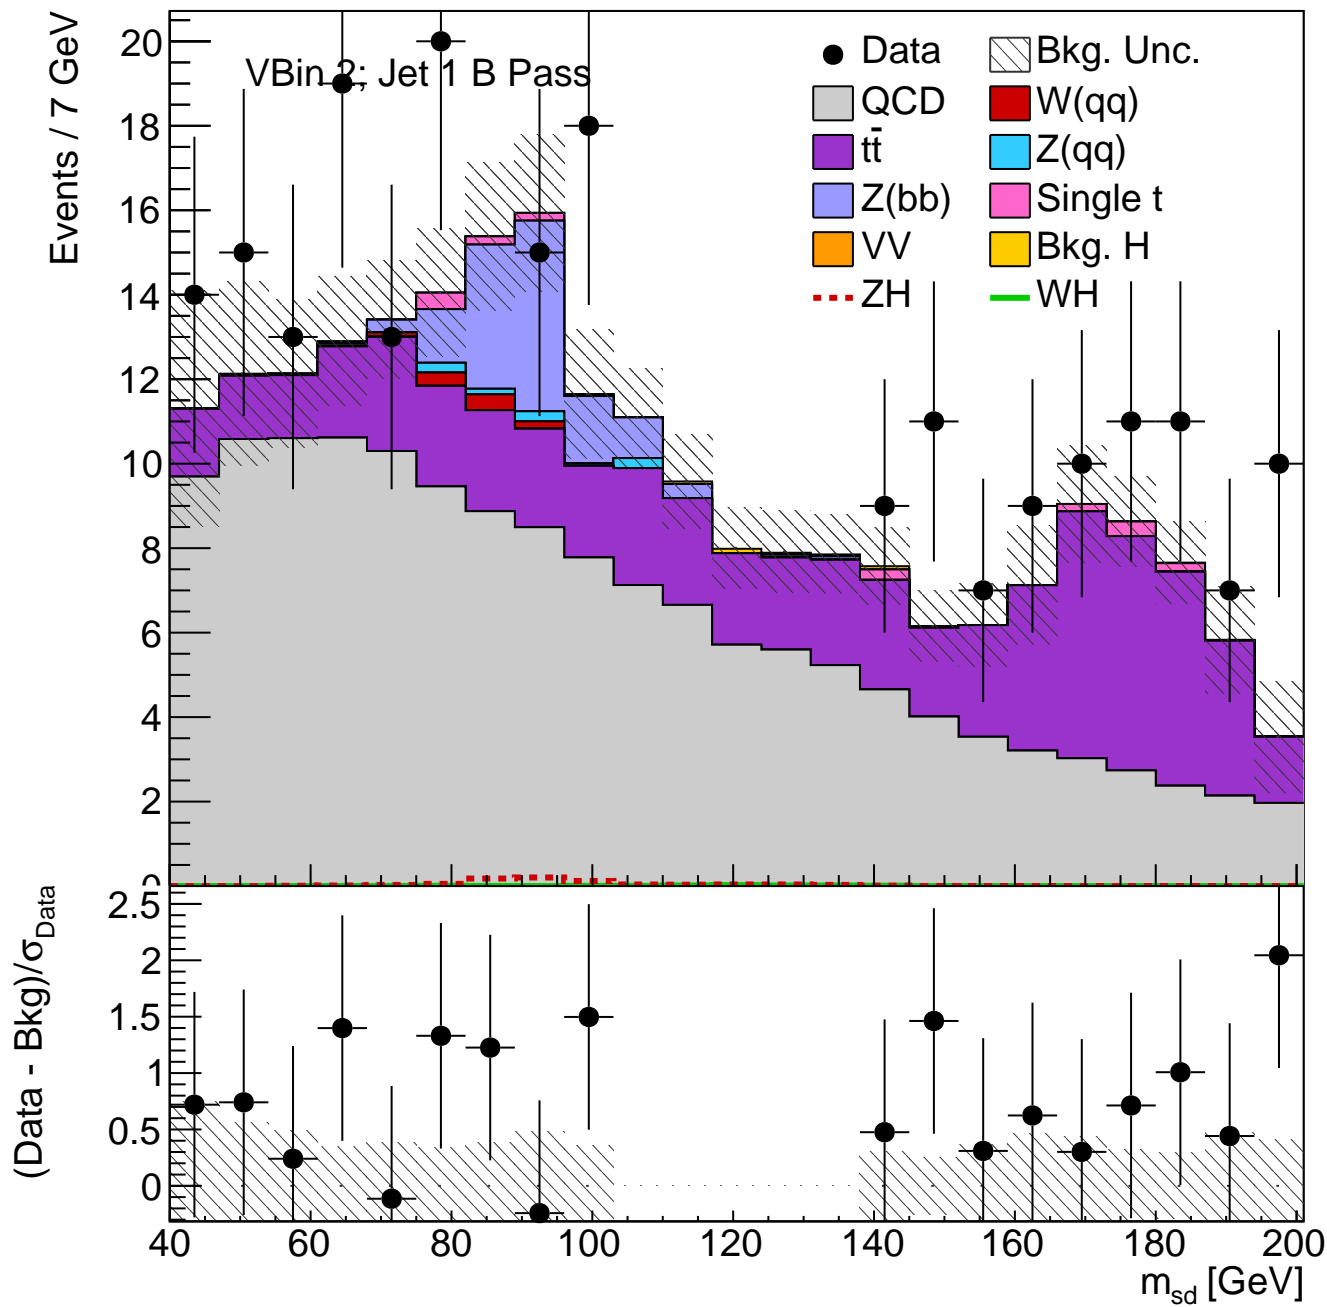 Events / 7 GeV
20
18
16
14
12
10
8
6
4
2
0
VBin 2; Jet 1 B Pass
Data
Bkg. Unc.
QCD
W(qq)
tt̄
Z(qq)
Z(bb)
Single t
VV
Bkg. H
ZH
WH
(Data - Bkg)/σData
2.5
2
1.5
1
0.5
0
40 60 80 100 120 140 160 180 200
msd [GeV]